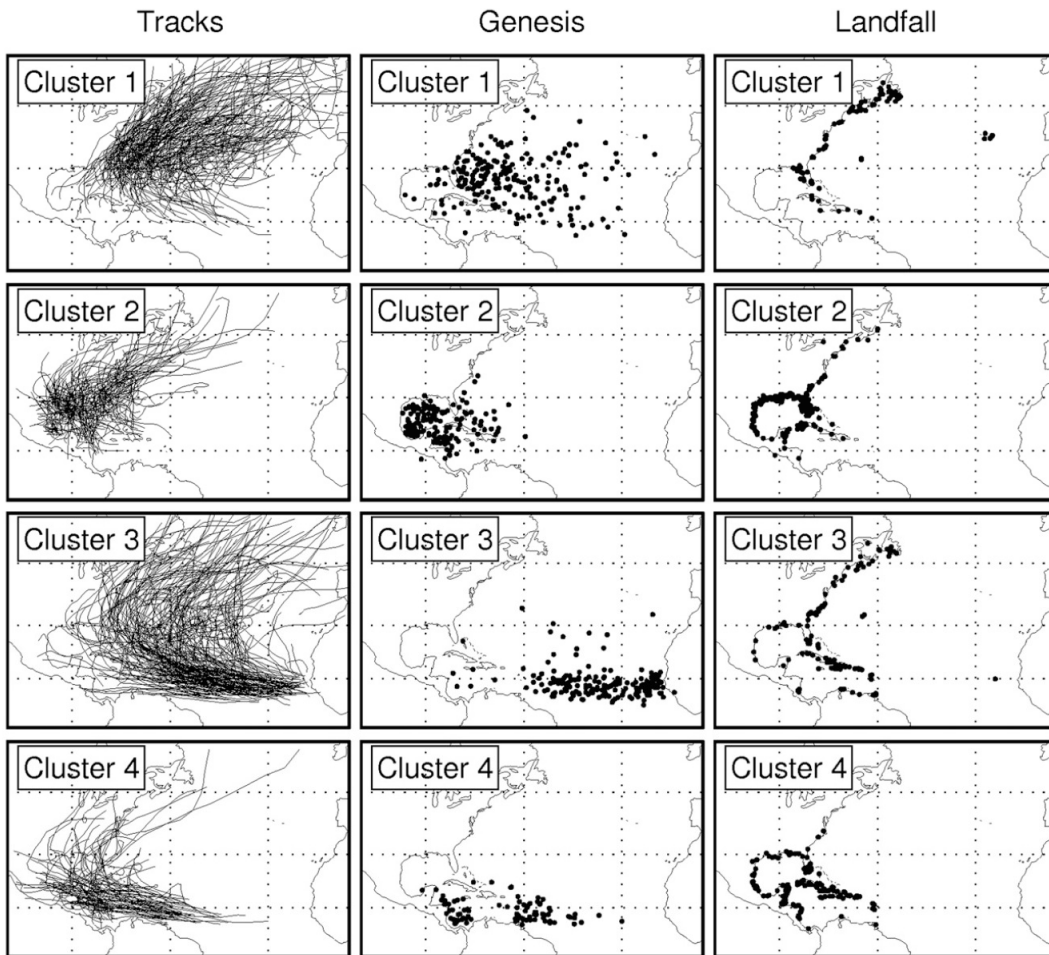 Tracks Genesis Landfall
Cluster 1 Cluster 1 Cluster 1
Cluster 2 Cluster 2 Cluster 2
Cluster 3 Cluster 3 Cluster 3
Cluster 4 Cluster 4 Cluster 4